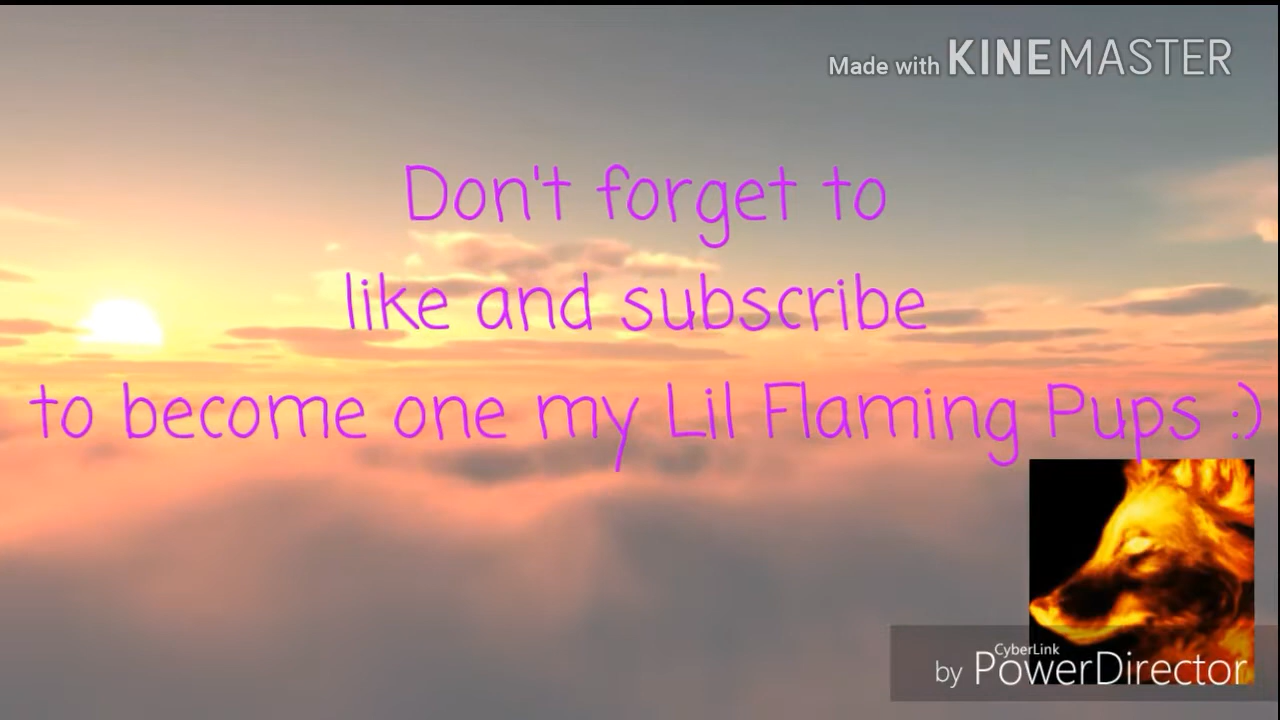 Made with KINEMASTER
Don't forget to
like and subscribe
to become one my Lil Flaming Pups :)
CyberLink
by PowerDirector